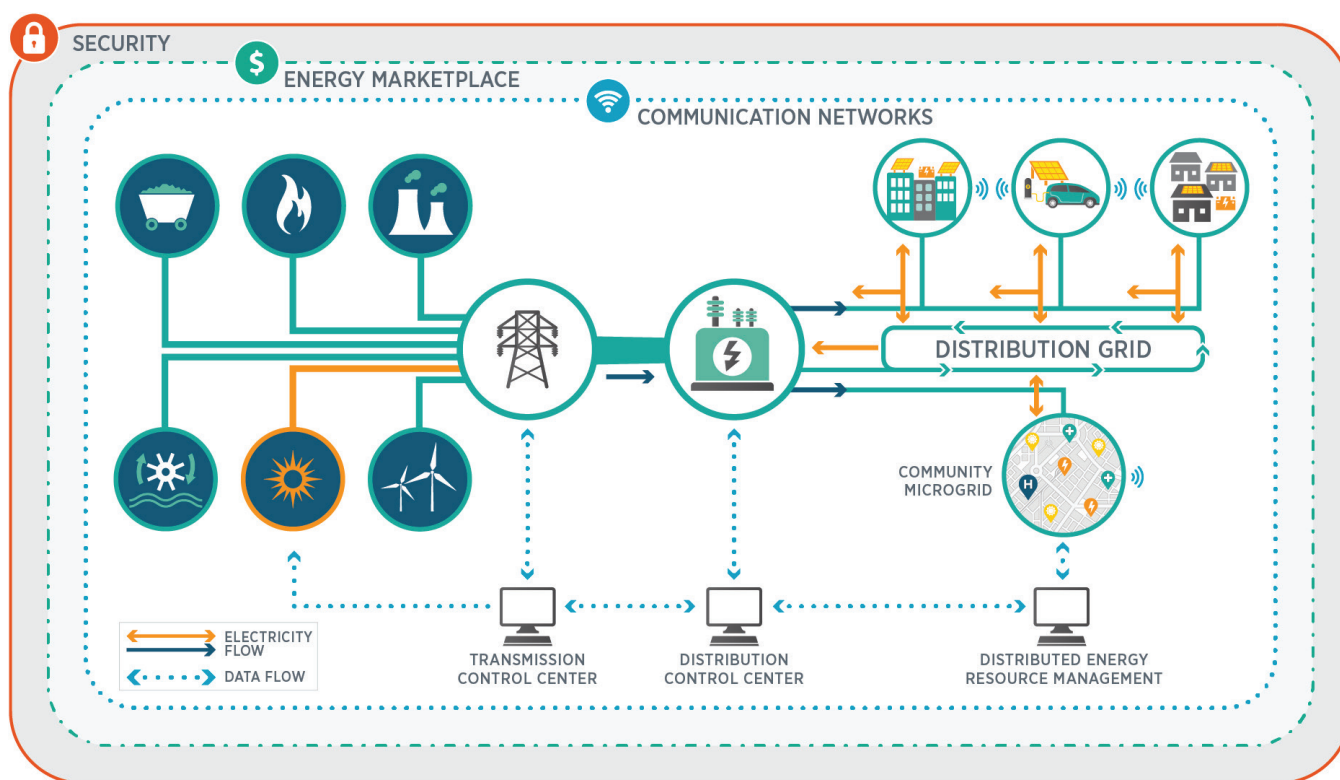 SECURITY
$
ENERGY MARKETPLACE
COMMUNICATION NETWORKS
DISTRIBUTION GRID
COMMUNITY
MICROGRID
H
ELECTRICITY
FLOW
DATA FLOW
TRANSMISSION
CONTROL CENTER
DISTRIBUTION
CONTROL CENTER
DISTRIBUTED ENERGY
RESOURCE MANAGEMENT